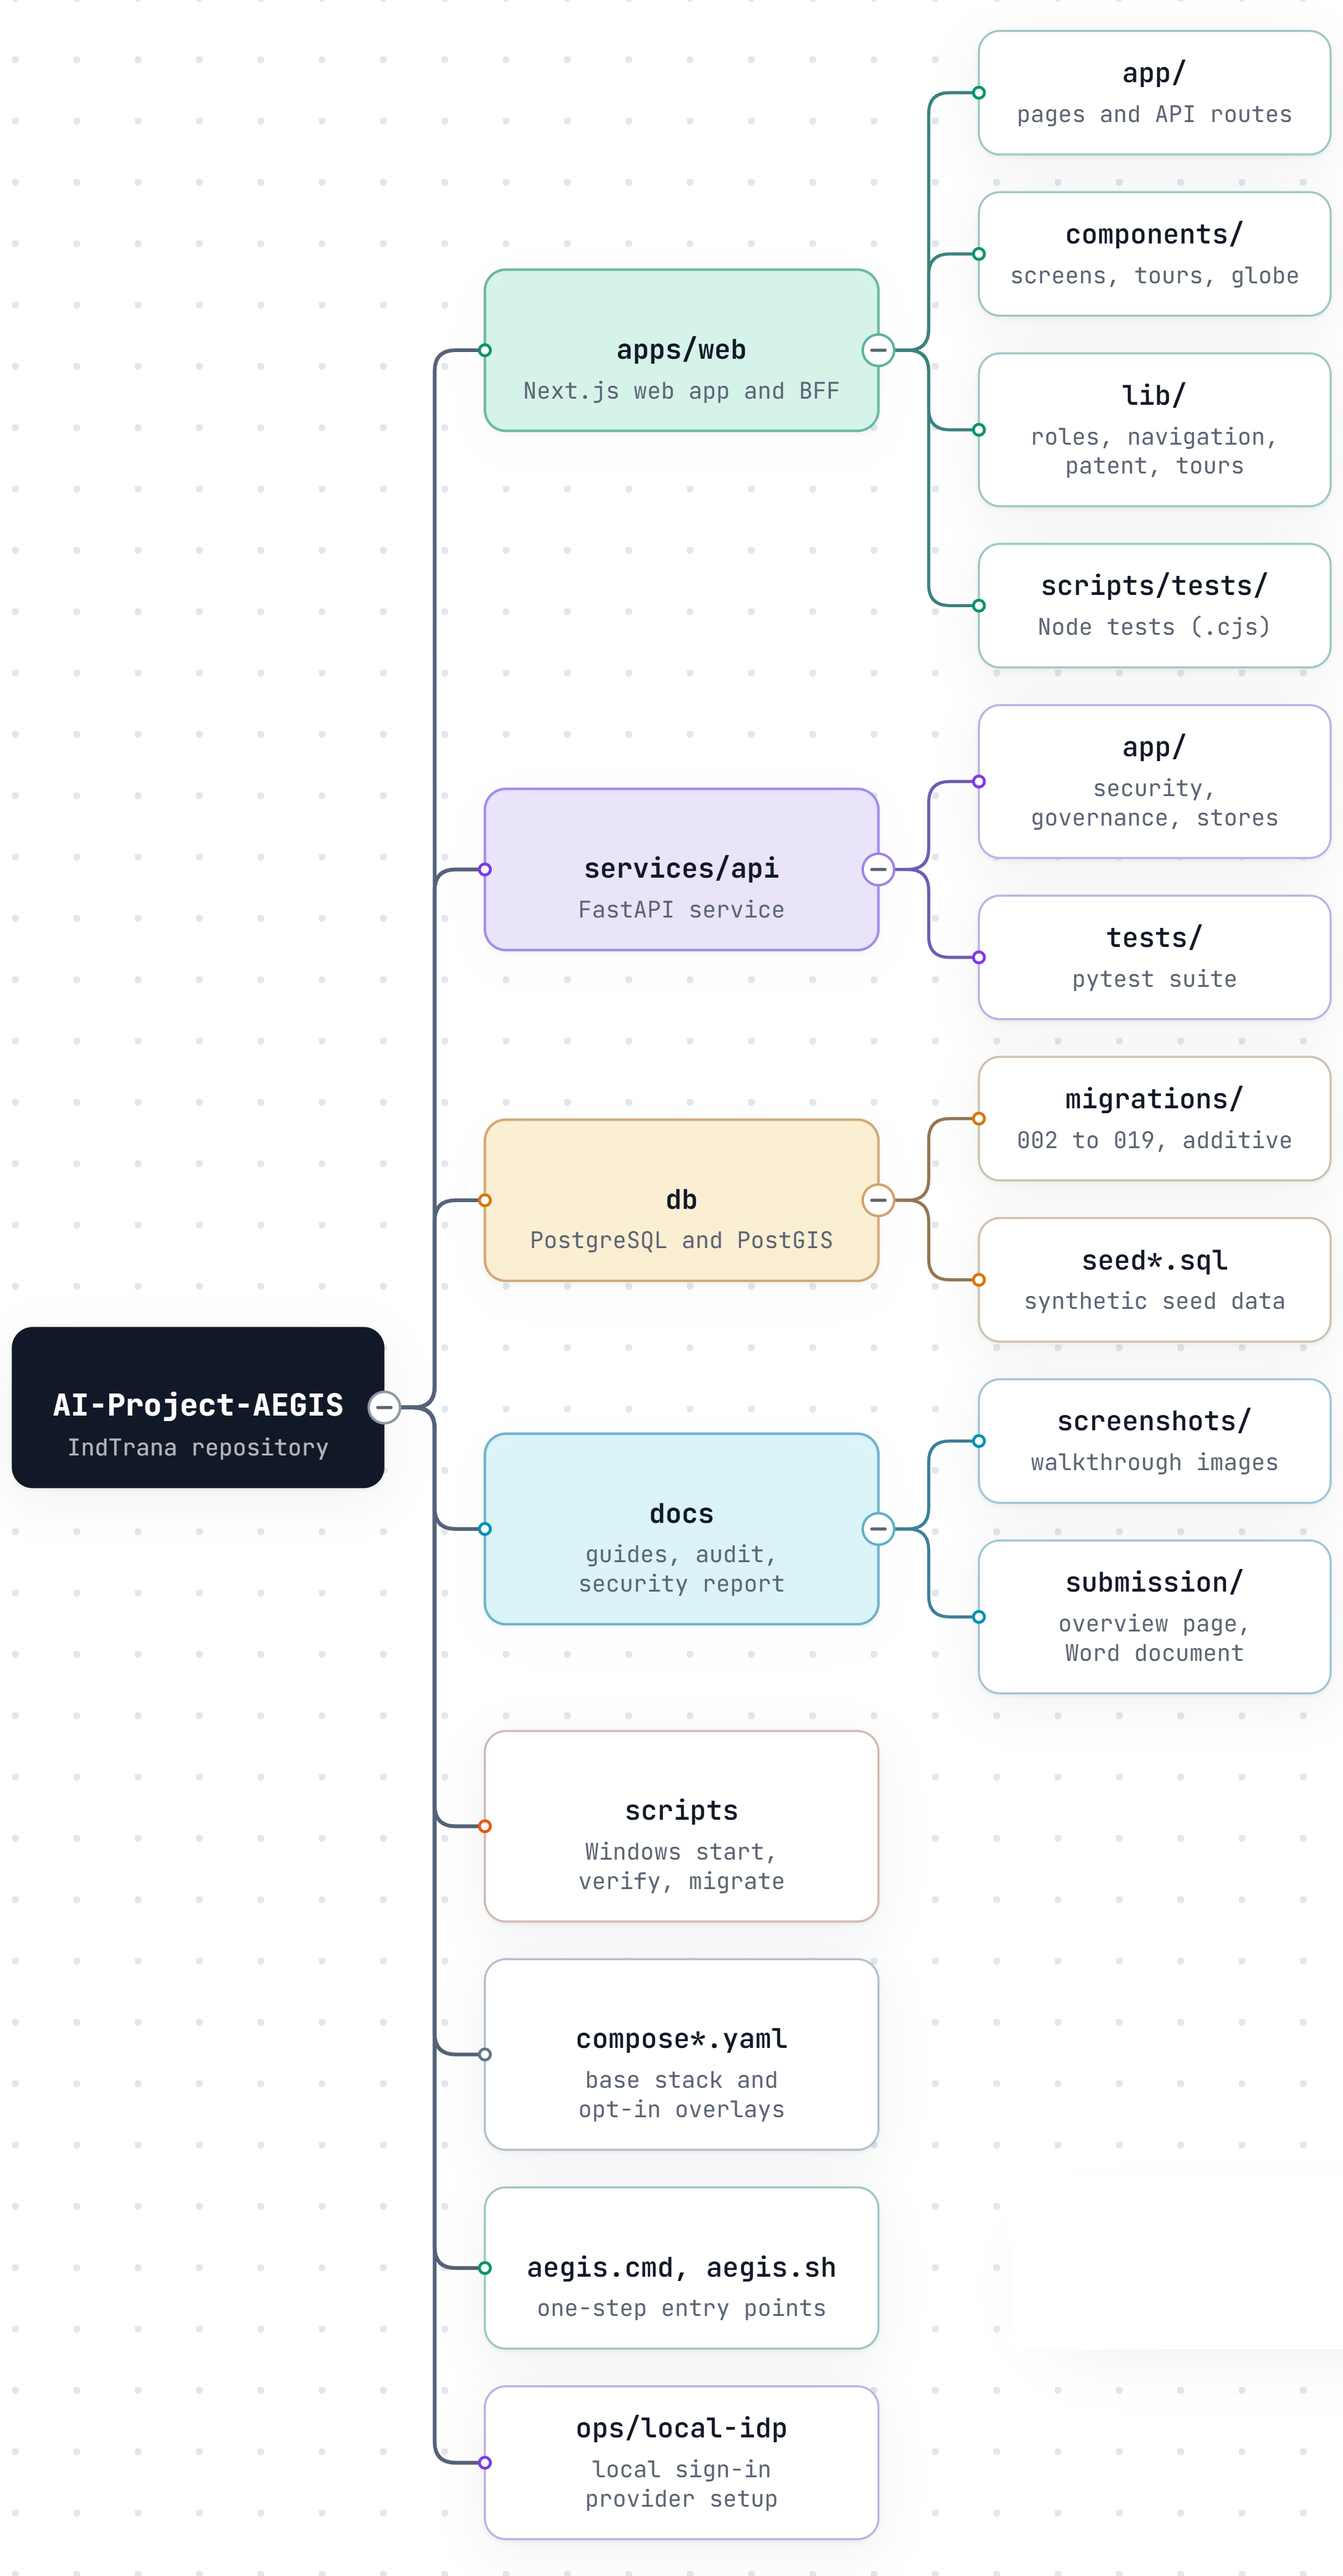 AI-Project-AEGIS
IndTrana repository
apps/web
Next.js web app and BFF
app/
pages and API routes
components/
screens, tours, globe
lib/
roles, navigation,
patent, tours
scripts/tests/
Node tests (.cjs)
services/api
FastAPI service
app/
security,
governance, stores
tests/
pytest suite
db
PostgreSQL and PostGIS
migrations/
002 to 019, additive
seed*.sql
synthetic seed data
docs
guides, audit,
security report
screenshots/
walkthrough images
submission/
overview page,
Word document
scripts
Windows start,
verify, migrate
compose*.yaml
base stack and
opt-in overlays
aegis.cmd, aegis.sh
one-step entry points
ops/local-idp
local sign-in
provider setup